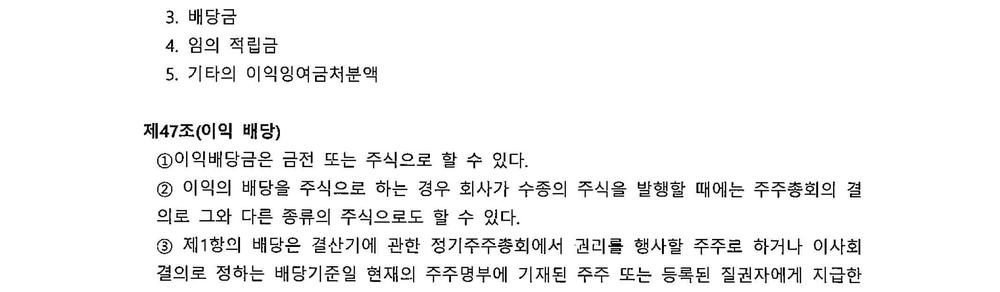 3. 배당금
4. 임의 적립금
5. 기타의 이익잉여금처분액
제47조(이익 배당)
①이익배당금은 금전 또는 주식으로 할 수 있다.
② 이익의 배당을 주식으로 하는 경우 회사가 수종의 주식을 발행할 때에는 주주총회의 결
의로 그와 다른 종류의 주식으로도 할 수 있다.
③ 제1항의 배당은 결산기에 관한 정기주주총회에서 권리를 행사할 주주로 하거나 이사회
결의로 정하는 배당기준일 현재의 주주명부에 기재된 주주 또는 등록된 질권자에게 지급한